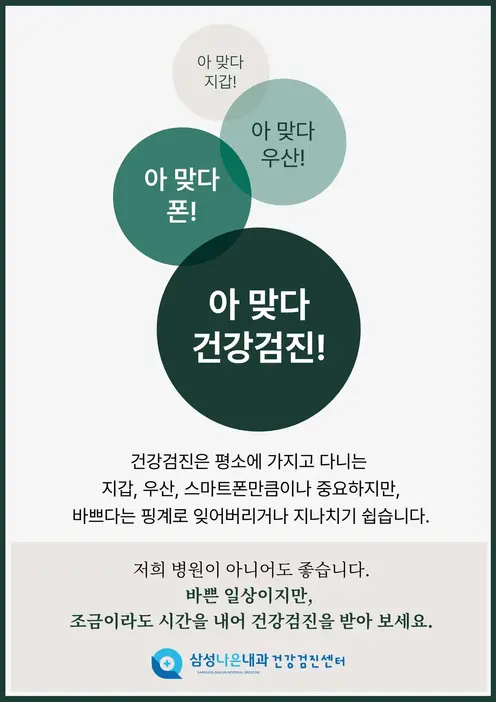 아 맞다
지갑!
아 맞다
우산!
아 맞다
폰!
아 맞다
건강검진!
건강검진은 평소에 가지고 다니는
지갑, 우산, 스마트폰만큼이나 중요하지만,
바쁘다는 핑계로 잊어버리거나 지나치기 쉽습니다.
저희 병원이 아니어도 좋습니다.
바쁜 일상이지만,
조금이라도 시간을 내어 건강검진을 받아 보세요.
삼성나은내과 건강검진센터